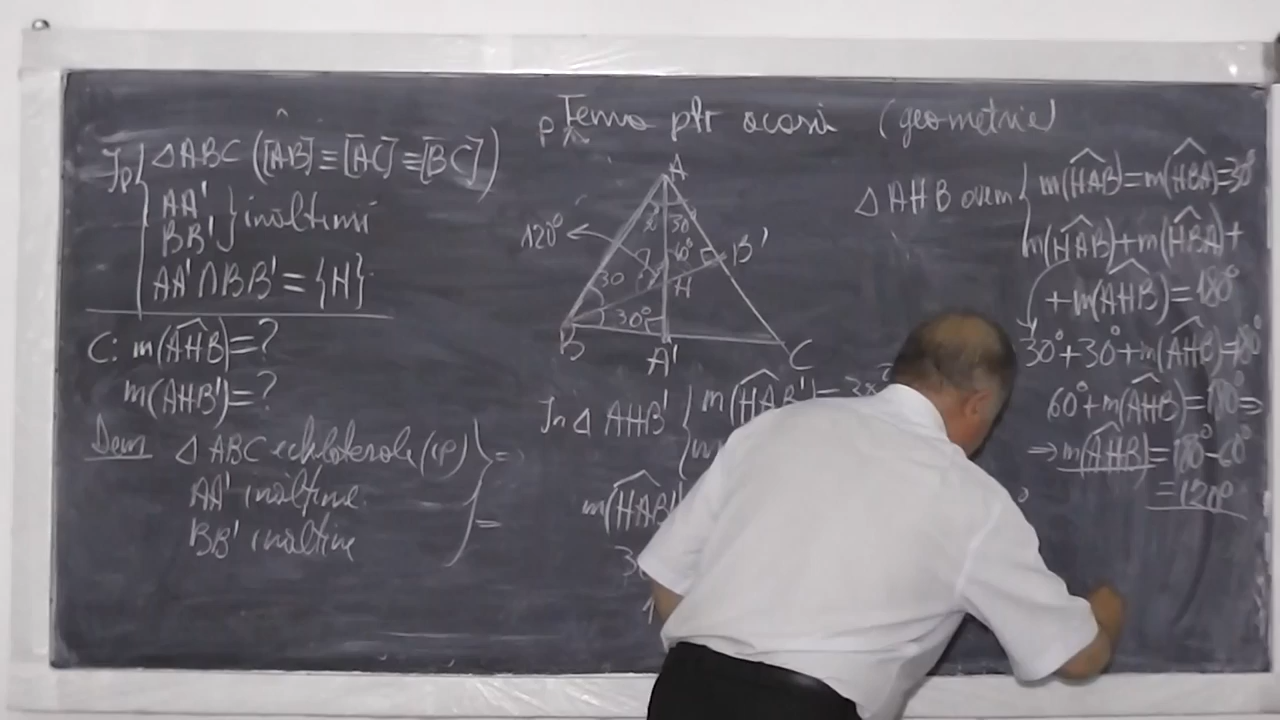 Tema ptr acasă (geometrie)
Ip ΔABC ([AB]≡[AC]≡[BC])
AA'
BB' } înălțimi
AA'∩BB'={H}
C: m(AHB)=?
m(AHB')=?
Dem ΔABC echilaterale (ip)
AA' înălțime
BB' înălțime
A
30 30
120°
60° B'
30 H
30°
B A' C
In Δ AHB' { m(HAB')=30°
m(HAB'
ΔAHB avem { m(HAB)=m(HBA)=30°
m(HAB)+m(HBA)+
+m(AHB)=180°
30°+30°+m(AHB)=180°
60°+m(AHB)=180°⇒
⇒m(AHB)=180°-60°
=120°